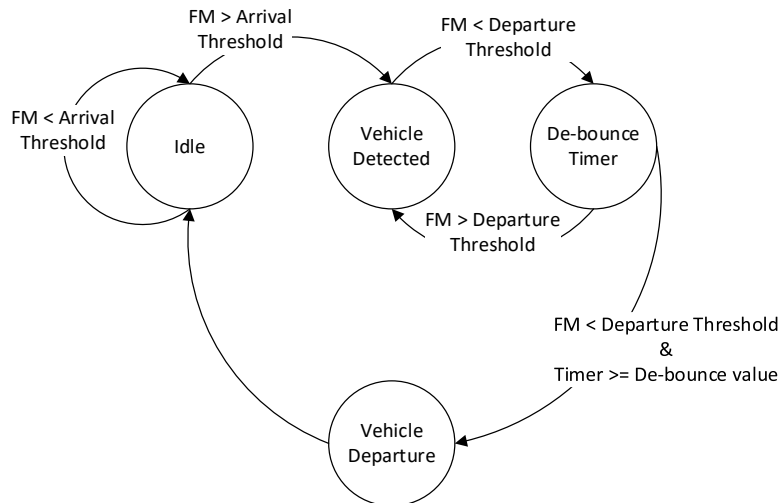 FM > Arrival
Threshold
FM < Departure
Threshold
FM < Arrival
Threshold
Idle
Vehicle
Detected
De-bounce
Timer
FM > Departure
Threshold
FM < Departure Threshold
&
Timer >= De-bounce value
Vehicle
Departure